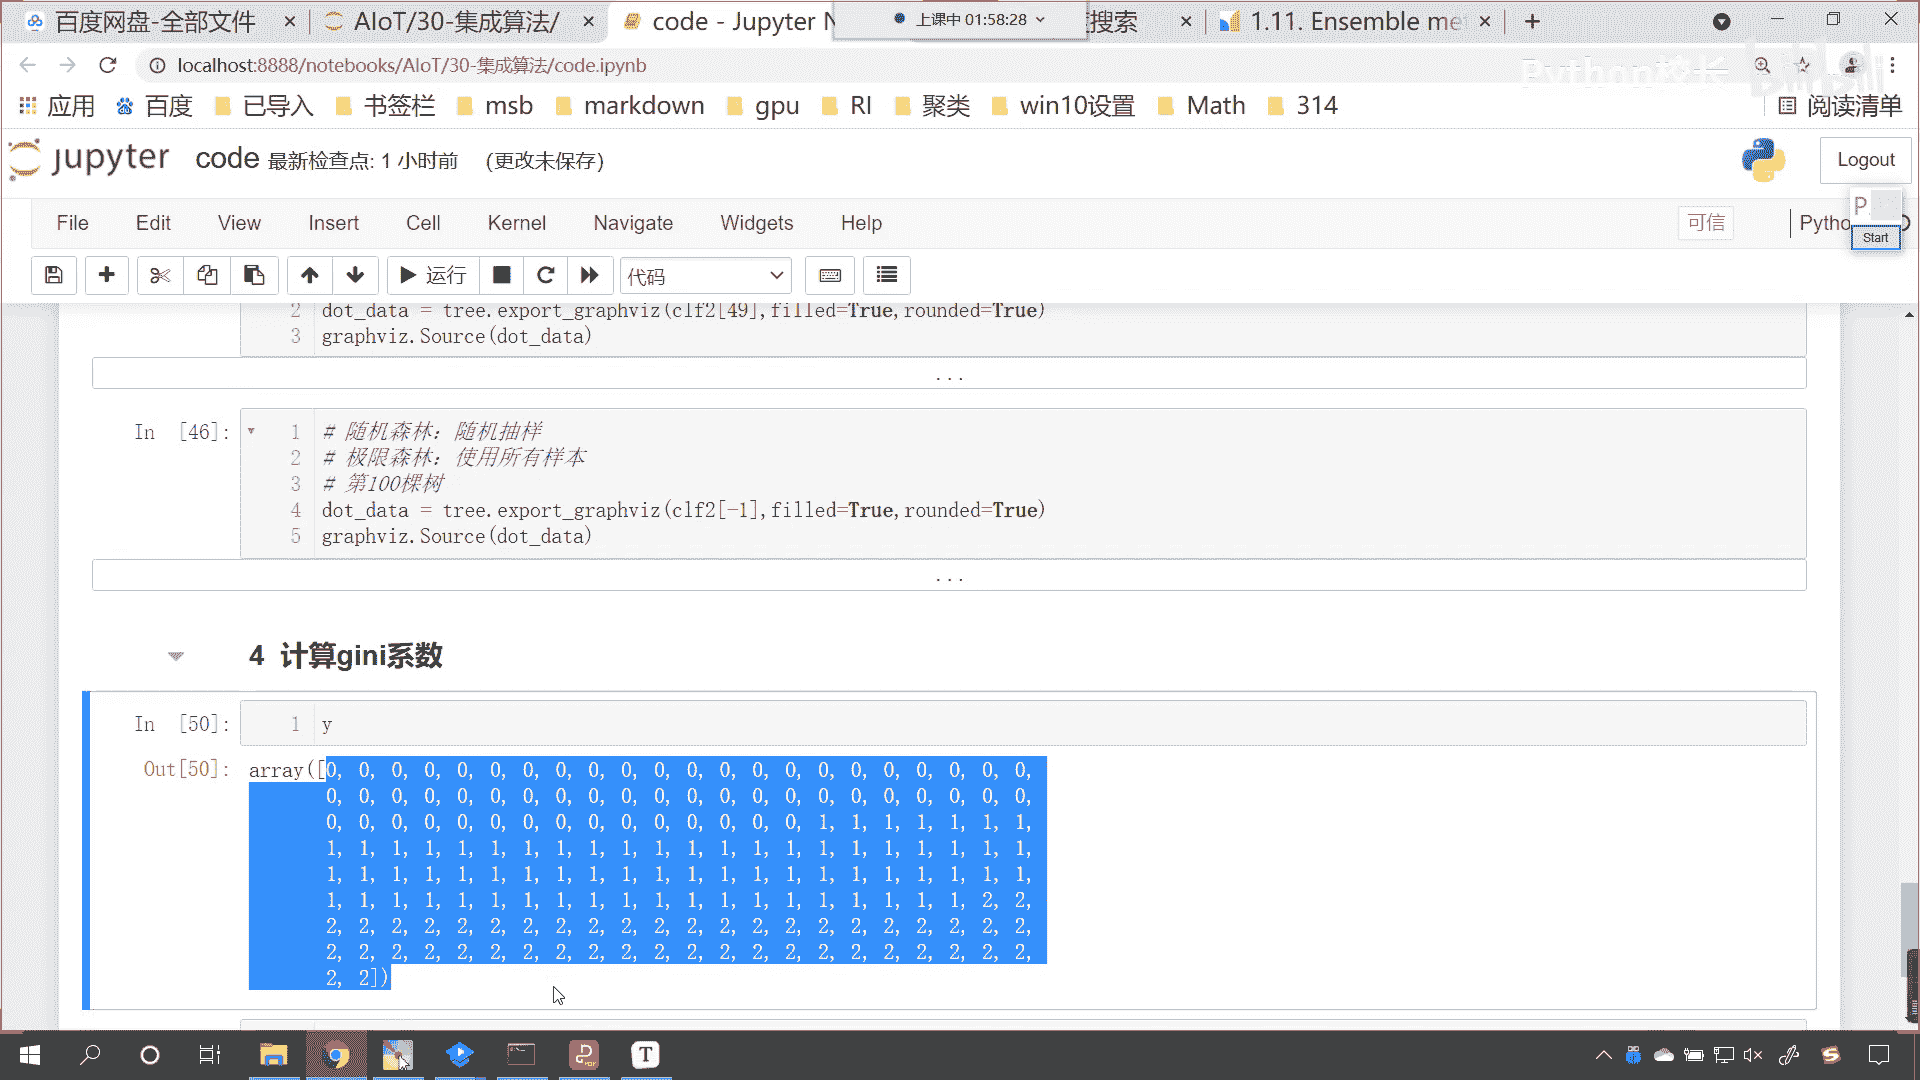 百度网盘-全部文件 AIoT/30-集成算法/ code - Jupyter N 上课中 01:58:28 搜索 1.11. Ensemble me
localhost:8888/notebooks/AIoT/30-集成算法/code.ipynb
Python校长 bilibili
应用 百度 已导入 书签栏 msb markdown gpu RI 聚类 win10设置 Math 314 阅读清单
jupyter code 最新检查点: 1 小时前 (更改未保存) Logout
File Edit View Insert Cell Kernel Navigate Widgets Help 可信 Pytho
P.
Start
运行 代码
2 dot_data = tree.export_graphviz(clf2[49],filled=True,rounded=True)
3 graphviz.Source(dot_data)
...
In [46]: 1 # 随机森林：随机抽样
2 # 极限森林：使用所有样本
3 # 第100棵树
4 dot_data = tree.export_graphviz(clf2[-1],filled=True,rounded=True)
5 graphviz.Source(dot_data)
...
4 计算gini系数
In [50]: 1 y
Out[50]: array([0, 0, 0, 0, 0, 0, 0, 0, 0, 0, 0, 0, 0, 0, 0, 0, 0, 0, 0, 0, 0, 0,
0, 0, 0, 0, 0, 0, 0, 0, 0, 0, 0, 0, 0, 0, 0, 0, 0, 0, 0, 0, 0, 0,
0, 0, 0, 0, 0, 0, 0, 0, 0, 0, 0, 0, 0, 0, 0, 1, 1, 1, 1, 1, 1, 1,
1, 1, 1, 1, 1, 1, 1, 1, 1, 1, 1, 1, 1, 1, 1, 1, 1, 1, 1, 1, 1, 1,
1, 1, 1, 1, 1, 1, 1, 1, 1, 1, 1, 1, 1, 1, 1, 1, 1, 1, 1, 1, 1, 1,
1, 1, 1, 1, 1, 1, 1, 1, 1, 1, 1, 1, 1, 1, 1, 1, 1, 1, 1, 1, 2, 2,
2, 2, 2, 2, 2, 2, 2, 2, 2, 2, 2, 2, 2, 2, 2, 2, 2, 2, 2, 2, 2, 2,
2, 2, 2, 2, 2, 2, 2, 2, 2, 2, 2, 2, 2, 2, 2, 2, 2, 2, 2, 2, 2, 2,
2, 2])